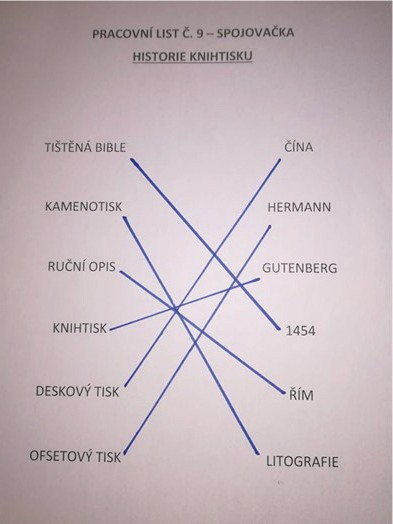 PRACOVNÍ LIST Č. 9 – SPOJOVAČKA
HISTORIE KNIHTISKU
TIŠTĚNÁ BIBLE ČÍNA
KAMENOTISK HERMANN
RUČNÍ OPIS GUTENBERG
KNIHTISK 1454
DESKOVÝ TISK ŘÍM
OFSETOVÝ TISK LITOGRAFIE